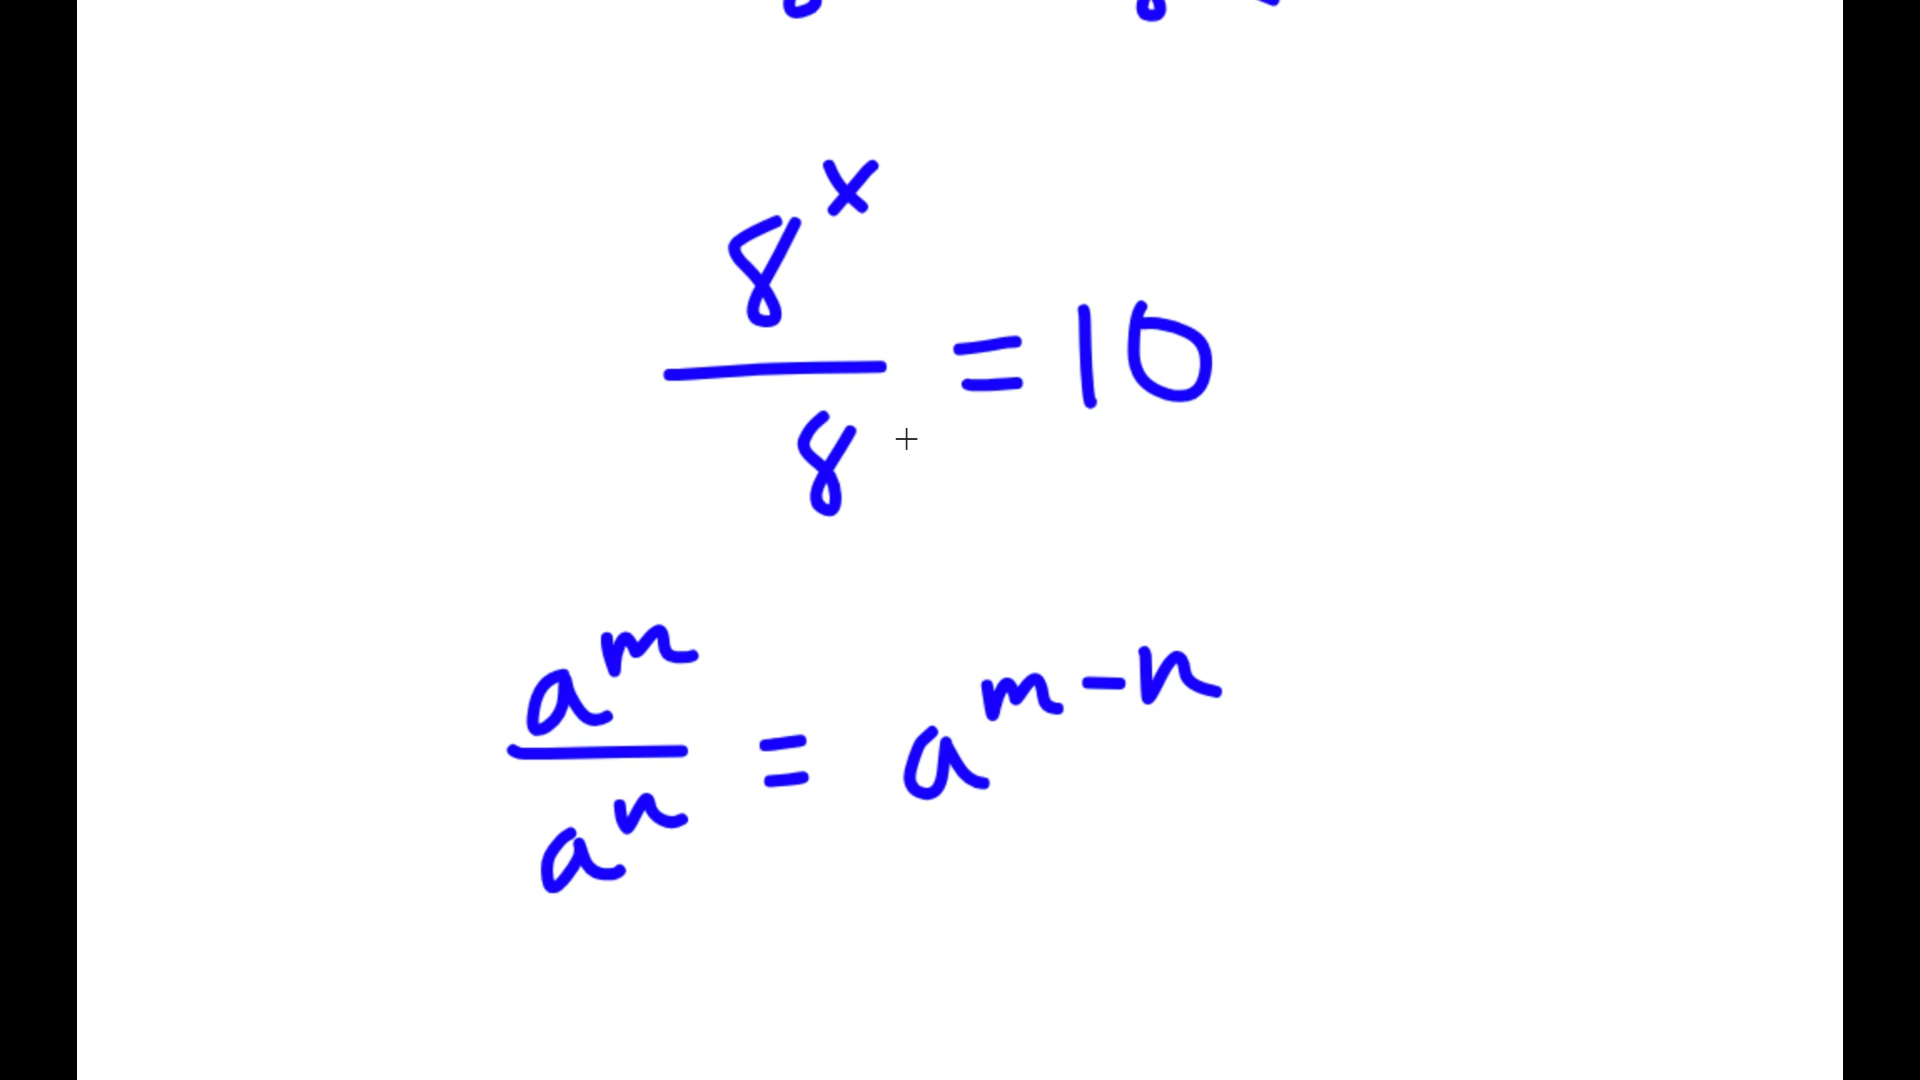 8^x / 8 = 10
a^m / a^n = a^m-n